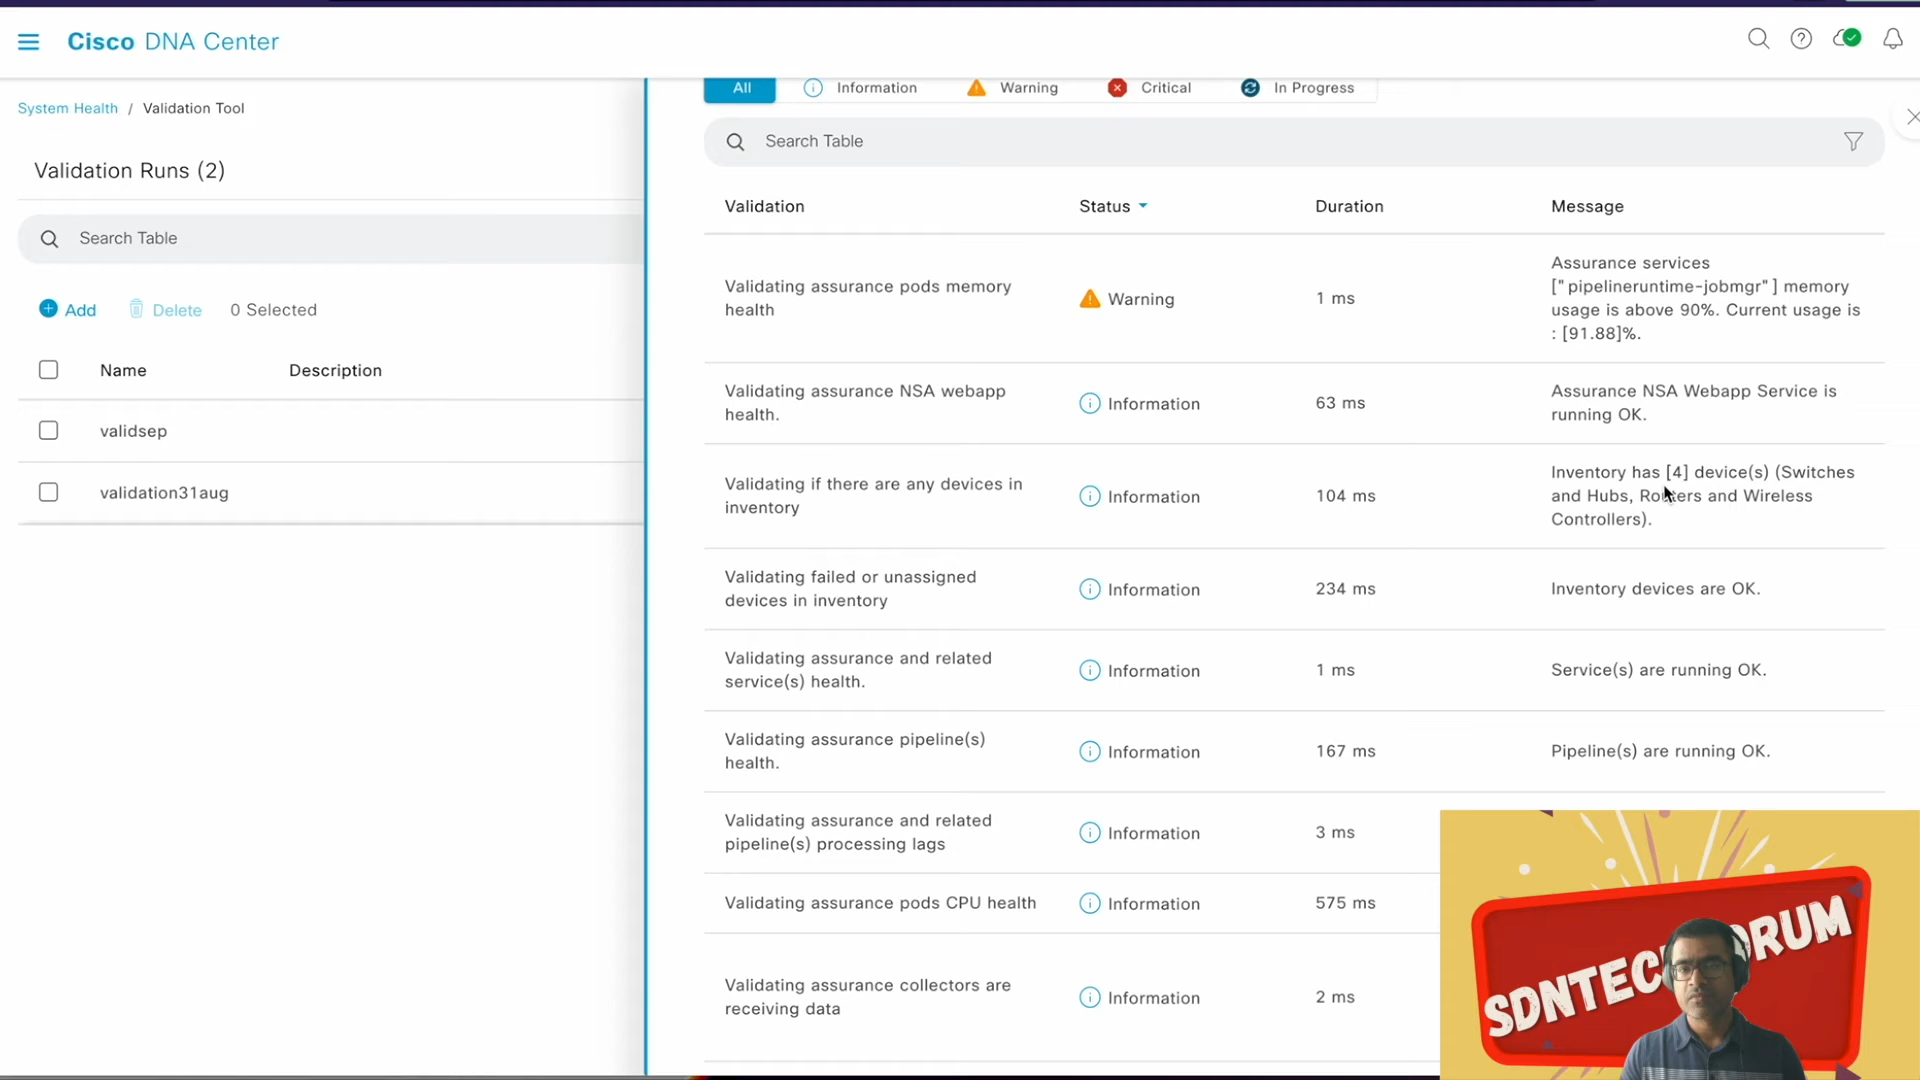 Cisco DNA Center
System Health / Validation Tool
Validation Runs (2)
Search Table
Add Delete 0 Selected
Name Description
validsep
validation31aug
All Information Warning Critical In Progress
Search Table
Validation Status Duration Message
Validating assurance pods memory
health
Warning
1 ms
Assurance services
["pipelineruntime-jobmgr"] memory
usage is above 90%. Current usage is
: [91.88]%.
Validating assurance NSA webapp
health.
Information
63 ms
Assurance NSA Webapp Service is
running OK.
Validating if there are any devices in
inventory
Information
104 ms
Inventory has [4] device(s) (Switches
and Hubs, Routers and Wireless
Controllers).
Validating failed or unassigned
devices in inventory
Information
234 ms
Inventory devices are OK.
Validating assurance and related
service(s) health.
Information
1 ms
Service(s) are running OK.
Validating assurance pipeline(s)
health.
Information
167 ms
Pipeline(s) are running OK.
Validating assurance and related
pipeline(s) processing lags
Information
3 ms
Validating assurance pods CPU health
Information
575 ms
Validating assurance collectors are
receiving data
Information
2 ms